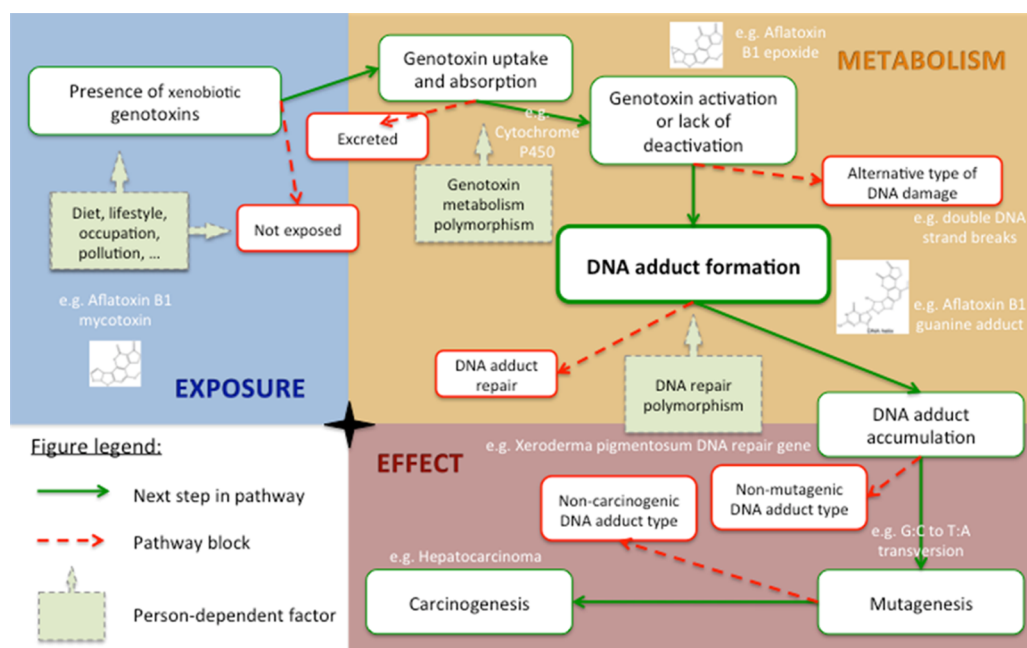 Presence of xenobiotic
genotoxins
Diet, lifestyle,
occupation,
pollution, ...
Not exposed
e.g. Aflatoxin B1
mycotoxin
EXPOSURE
Genotoxin uptake
and absorption
Excreted
e.g.
Cytochrome
P450
Genotoxin
metabolism
polymorphism
e.g. Aflatoxin
B1 epoxide
METABOLISM
Genotoxin activation
or lack of
deactivation
Alternative type of
DNA damage
e.g. double DNA
strand breaks
DNA adduct formation
e.g. Aflatoxin B1
guanine adduct
DNA helix
DNA adduct
repair
DNA repair
polymorphism
DNA adduct
accumulation
e.g. Xeroderma pigmentosum DNA repair gene
EFFECT
Non-carcinogenic
DNA adduct type
Non-mutagenic
DNA adduct type
e.g. G:C to T:A
transversion
e.g. Hepatocarcinoma
Carcinogenesis
Mutagenesis
Figure legend:
Next step in pathway
Pathway block
Person-dependent factor